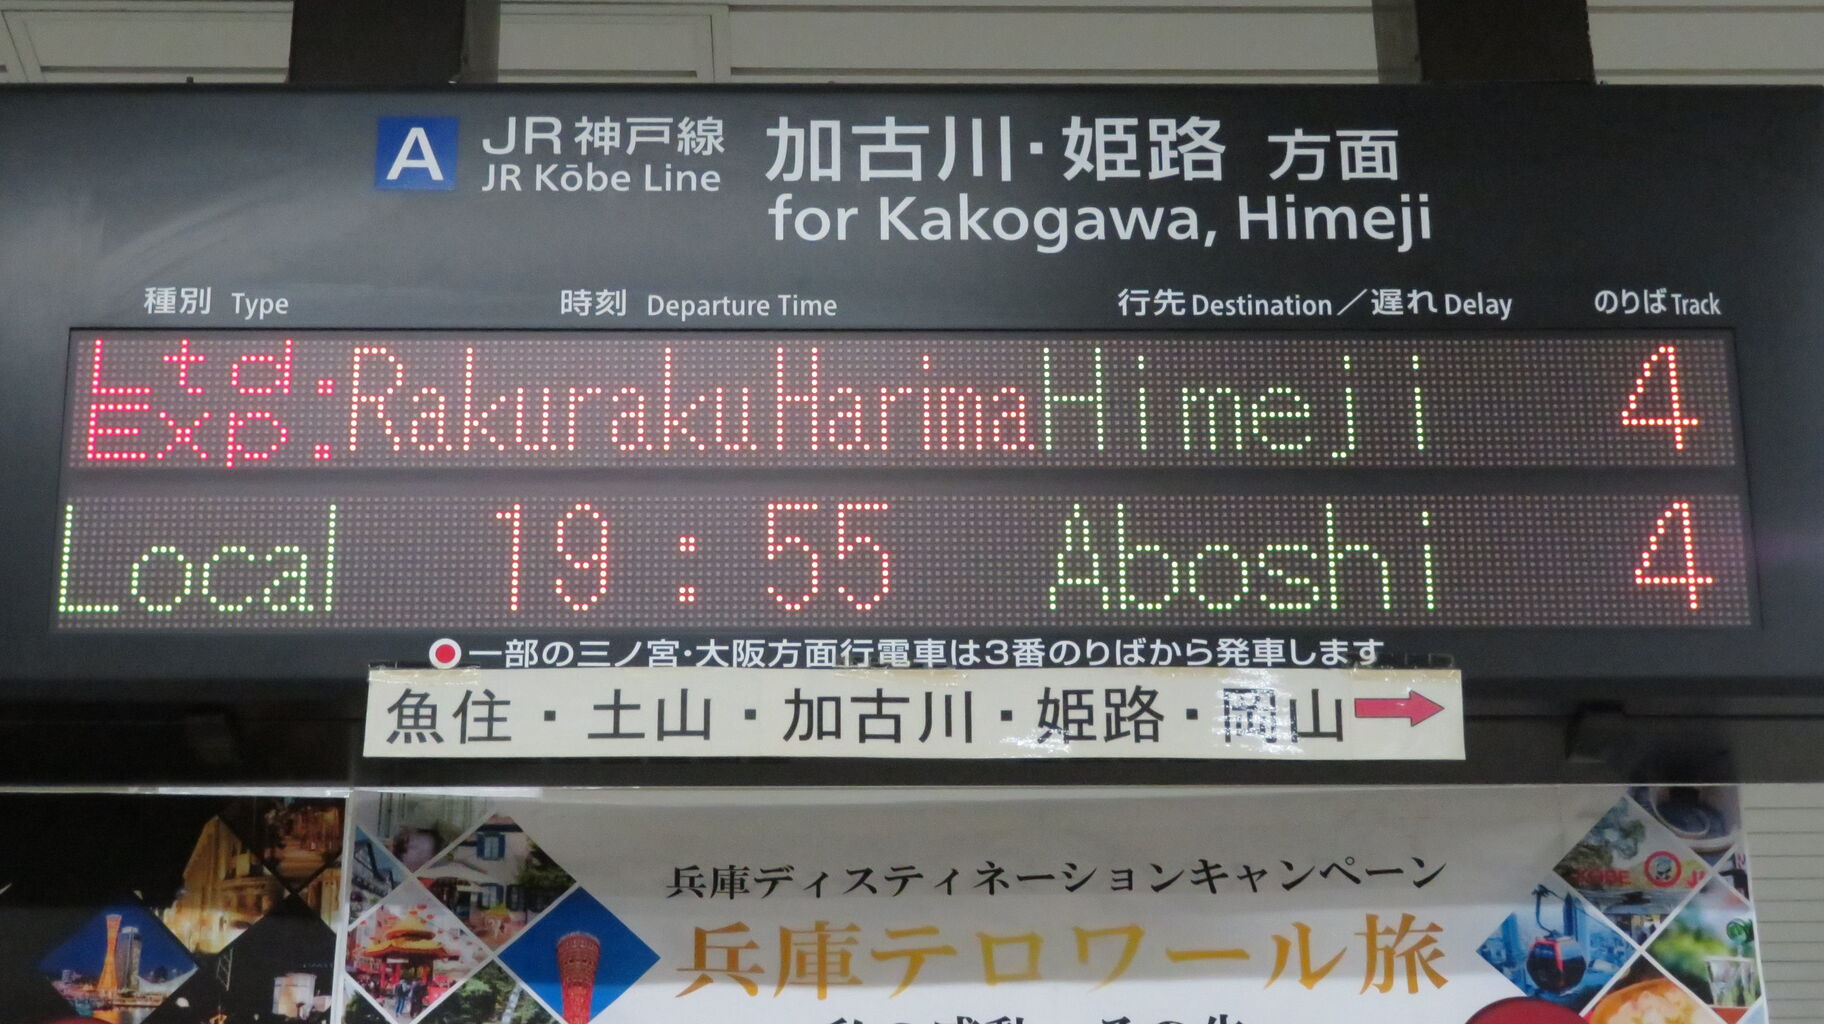 A JR神戸線 加古川・姫路 方面
JR Kōbe Line for Kakogawa, Himeji
種別 Type 時刻 Departure Time 行先 Destination／遅れ Delay のりば Track
Ltd. Exp. RakurakuHarima Himeji 4
Local 19:55 Aboshi 4
一部の三ノ宮・大阪方面行電車は3番のりばから発車します
魚住・土山・加古川・姫路・岡山
兵庫ディスティネーションキャンペーン
兵庫テロワール旅
KOBE